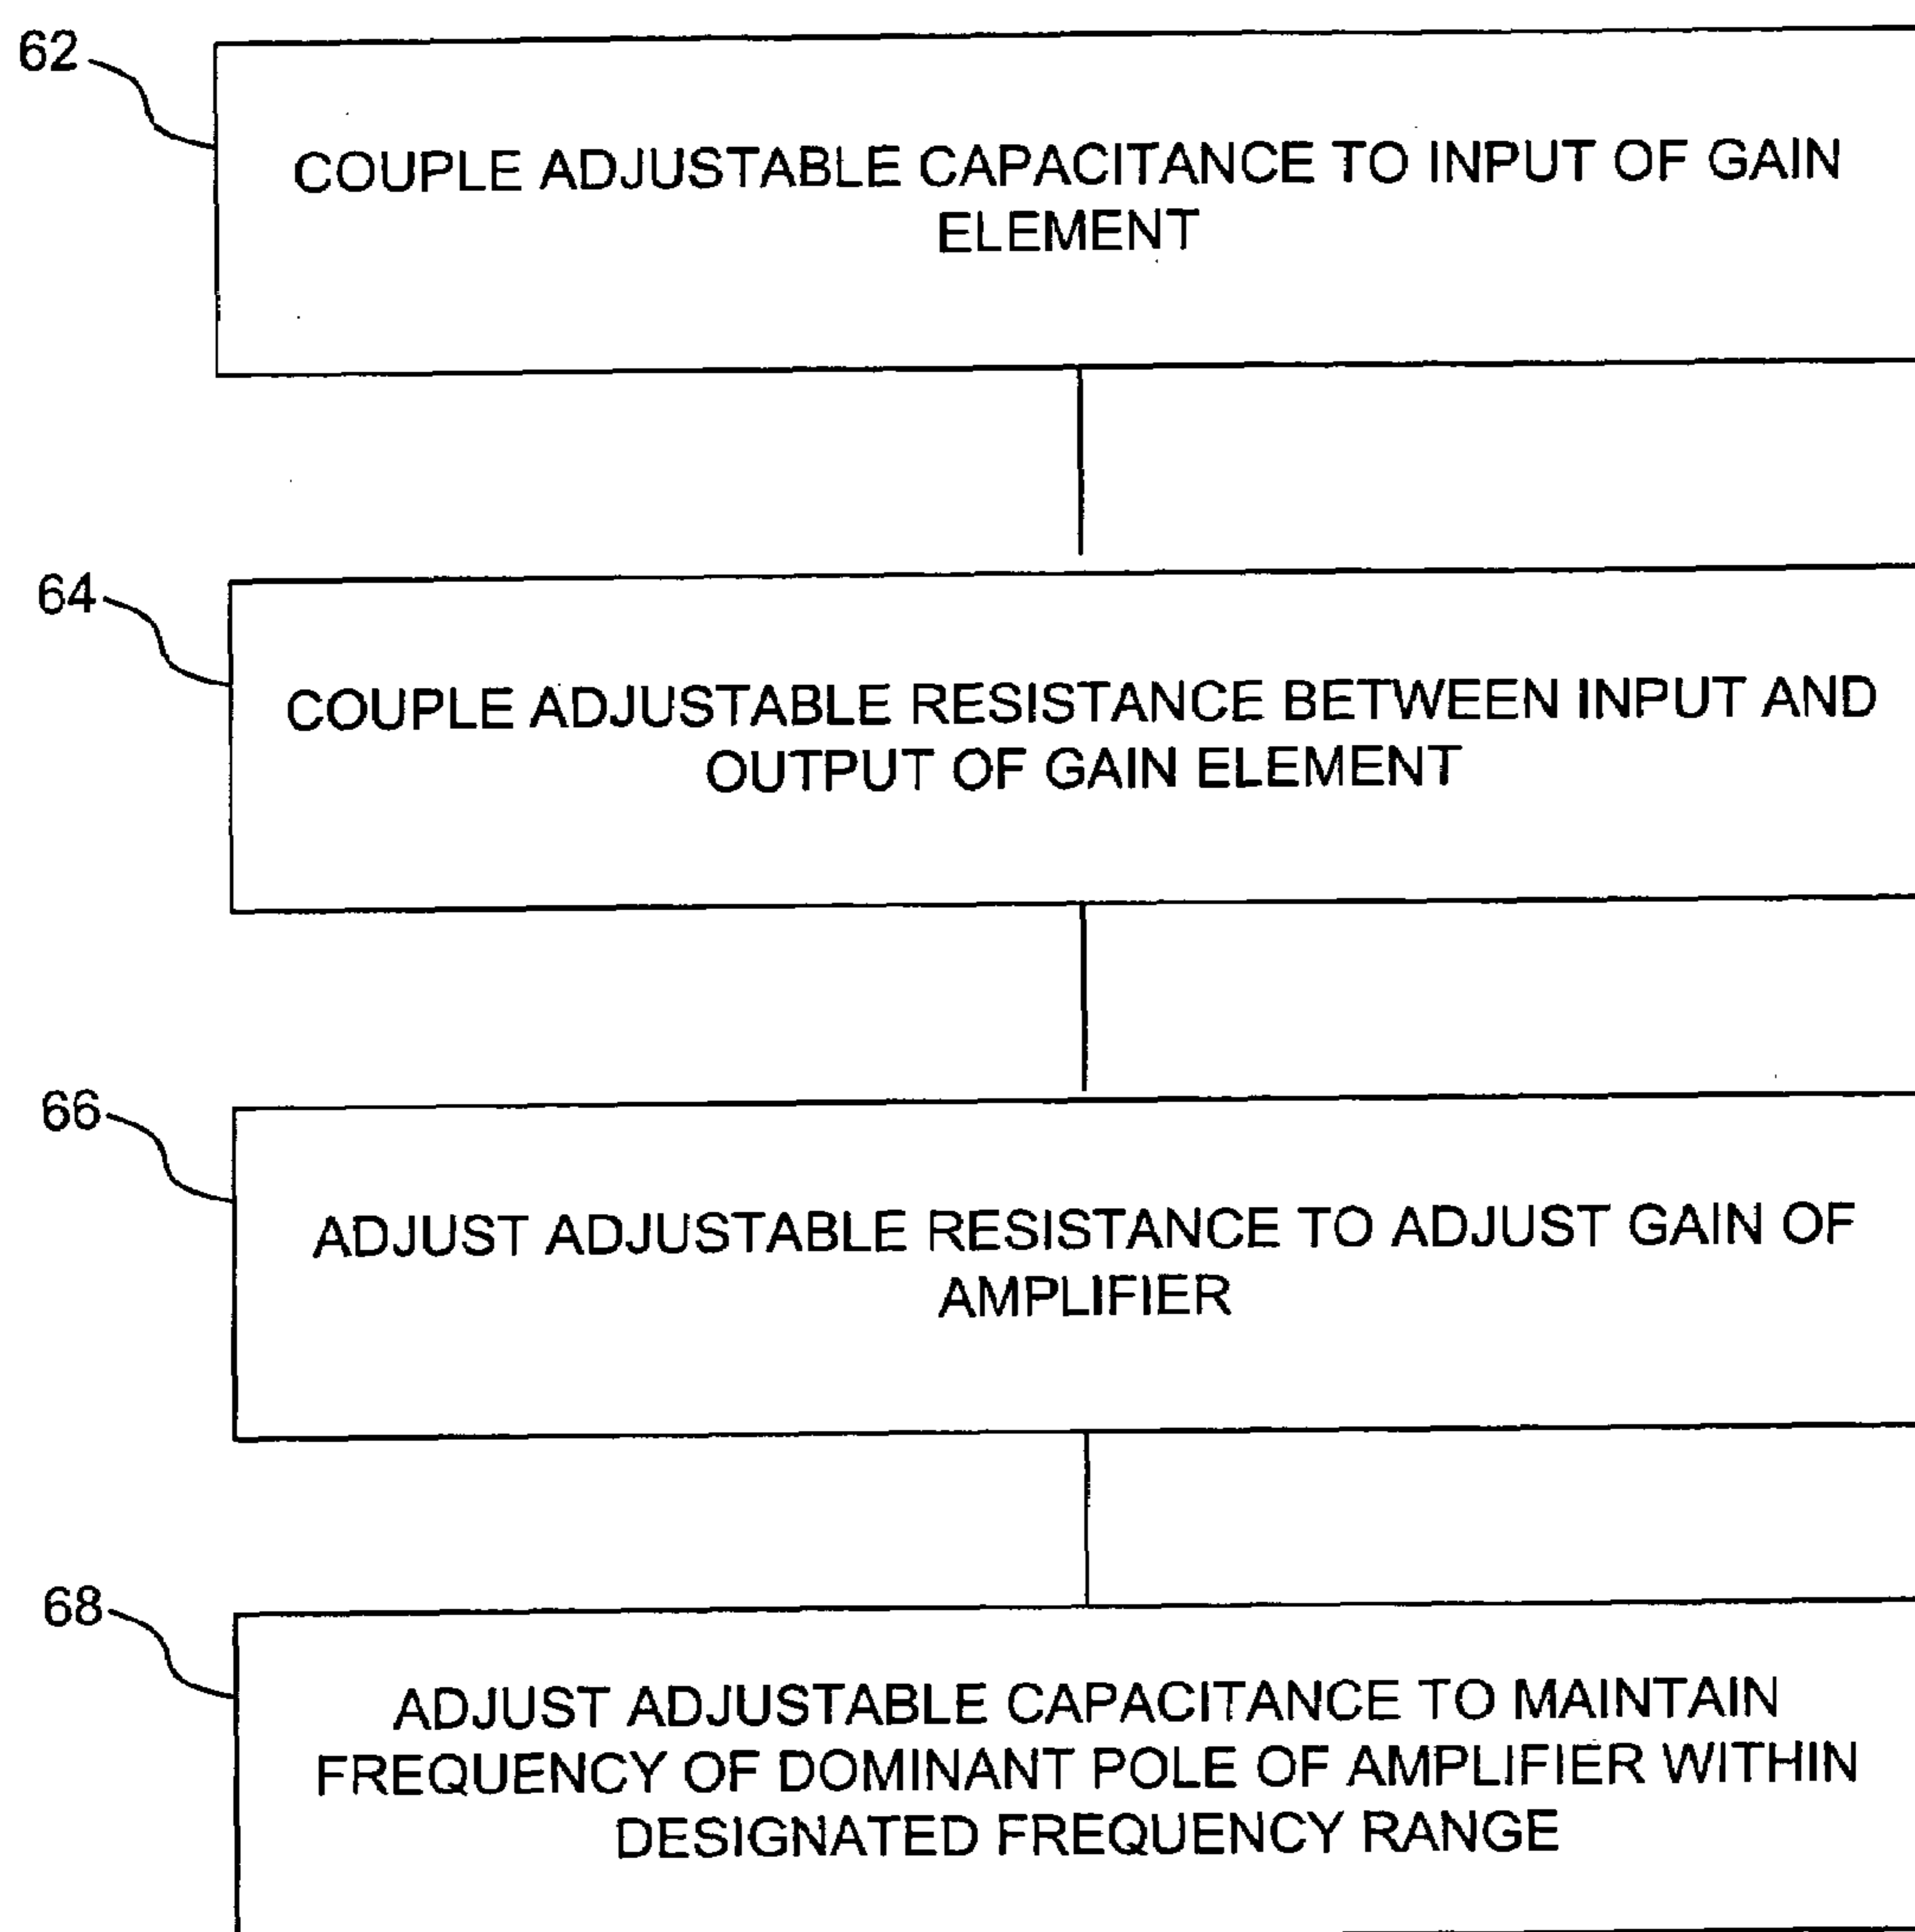 62
COUPLE ADJUSTABLE CAPACITANCE TO INPUT OF GAIN
ELEMENT
64
COUPLE ADJUSTABLE RESISTANCE BETWEEN INPUT AND
OUTPUT OF GAIN ELEMENT
66
ADJUST ADJUSTABLE RESISTANCE TO ADJUST GAIN OF
AMPLIFIER
68
ADJUST ADJUSTABLE CAPACITANCE TO MAINTAIN
FREQUENCY OF DOMINANT POLE OF AMPLIFIER WITHIN
DESIGNATED FREQUENCY RANGE